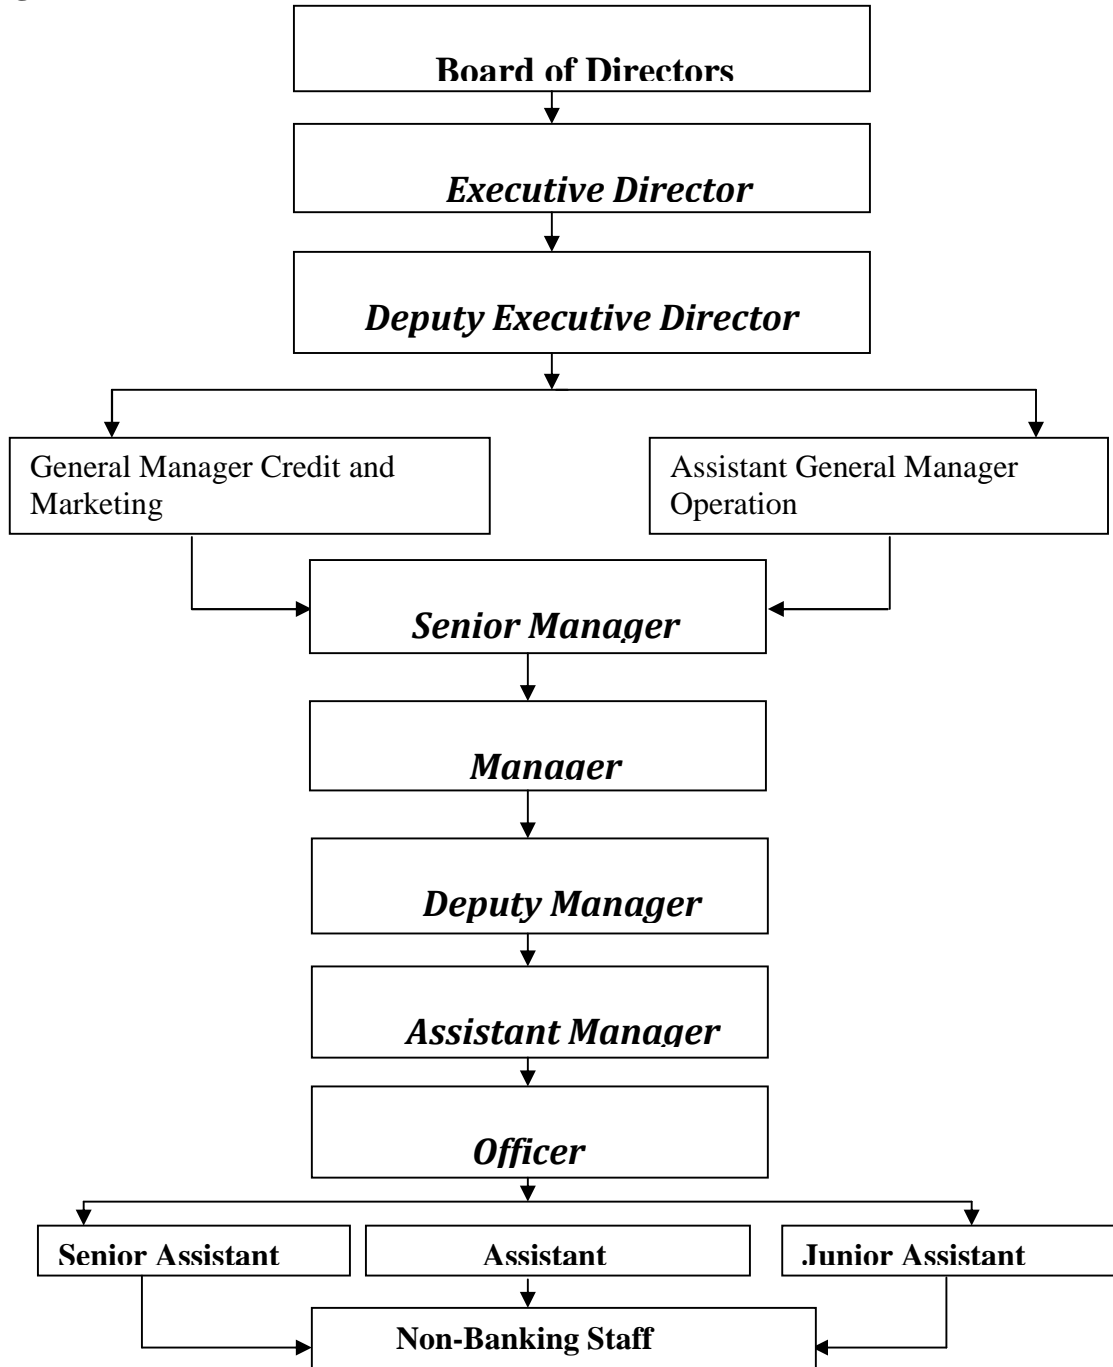 Board of Directors
Executive Director
Deputy Executive Director
General Manager Credit and
Marketing
Assistant General Manager
Operation
Senior Manager
Manager
Deputy Manager
Assistant Manager
Officer
Senior Assistant
Assistant
Junior Assistant
Non-Banking Staff